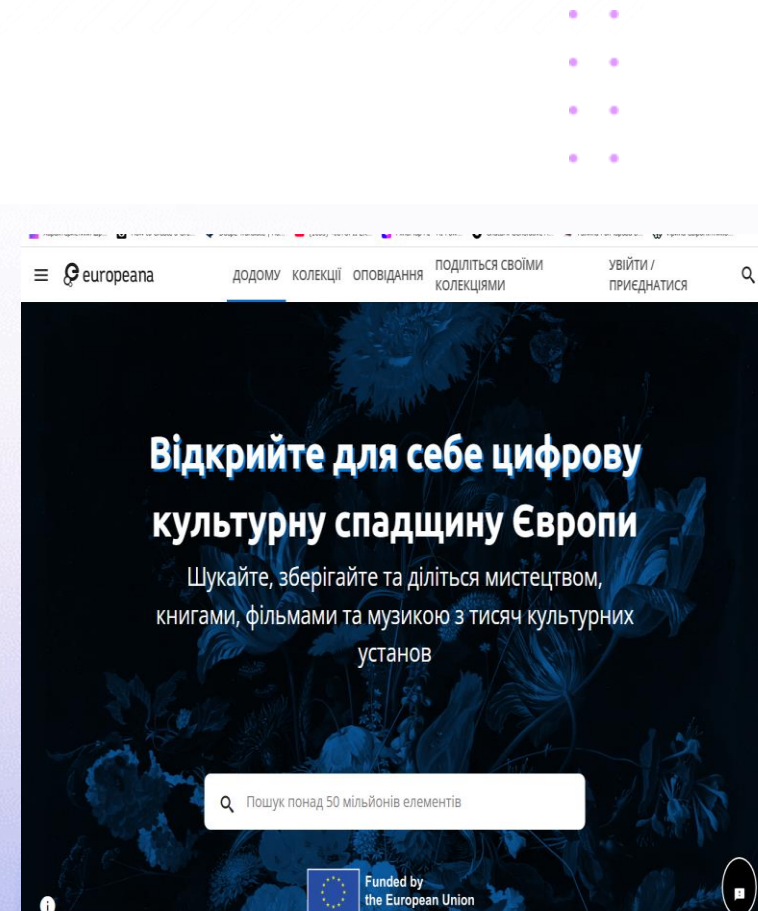 europeana
ДОДОМУ КОЛЕКЦІЇ ОПОВІДАННЯ
ПОДІЛІТЬСЯ СВОЇМИ
КОЛЕКЦІЯМИ
УВІЙТИ /
ПРИЄДНАТИСЯ
Відкрийте для себе цифрову
культурну спадщину Європи
Шукайте, зберігайте та діліться мистецтвом,
книгами, фільмами та музикою з тисяч культурних
установ
Пошук понад 50 мільйонів елементів
Funded by
the European Union